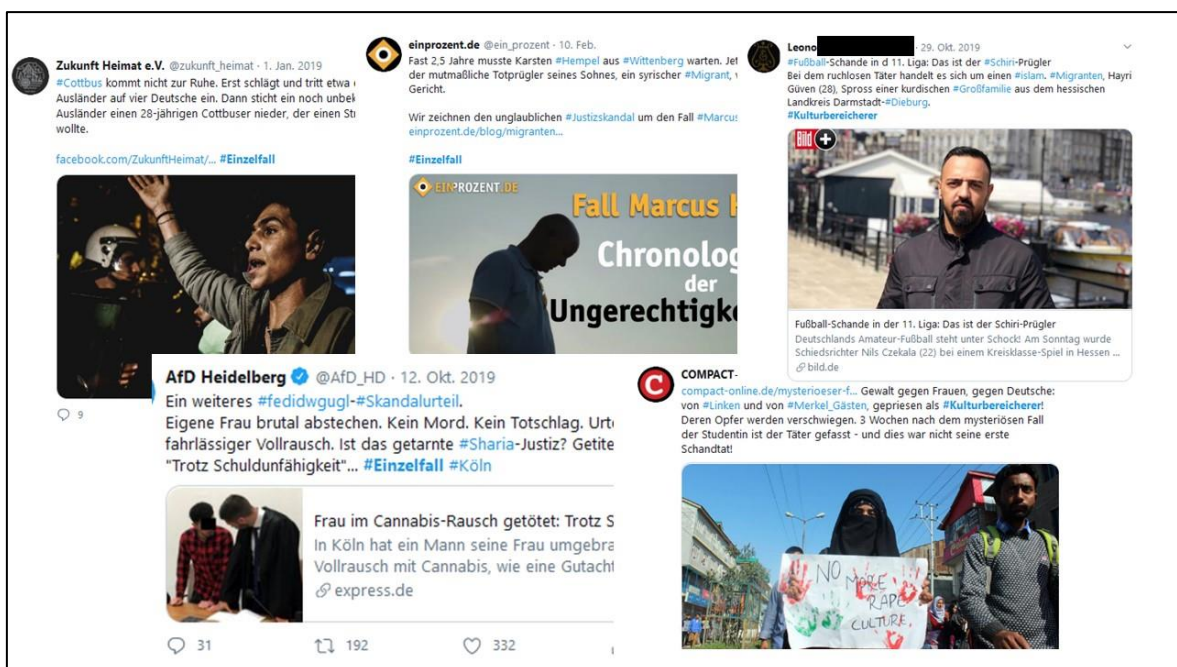 Zukunft Heimat e.V. @zukunft_heimat · 1. Jan. 2019
#Cottbus kommt nicht zur Ruhe. Erst schlägt und tritt etwa
Ausländer auf vier Deutsche ein. Dann sticht ein noch
Ausländer einen 28-jährigen Cottbuser nieder, der einen
wollte.
facebook.com/ZukunftHeimat/... #Einzelfall
9
einprozent.de @ein_prozent · 10. Feb.
Fast 2,5 Jahre musste Karsten #Hempel aus #Wittenberg warten.
der mutmaßliche Totprügler seines Sohnes, ein syrischer #Migrant,
Gericht.
Wir zeichnen den unglaublichen #Justizskandal um den Fall #Marcus
einprozent.de/blog/migranten...
#Einzelfall
EINPROZENT.DE
Fall Marcus
Chronolog
der
Ungerechtigke
Leono
· 29. Okt. 2019
#Fußball-Schande in d 11. Liga: Das ist der #Schiri-Prügler
Bei dem ruchlosen Täter handelt es sich um einen #islam. #Migranten, Hayri
Güven (28), Spross einer kurdischen #Großfamilie aus dem hessischen
Landkreis Darmstadt-#Dieburg.
#Kulturbereicherer
Bild +
Fußball-Schande in der 11. Liga: Das ist der Schiri-Prügler
Deutschlands Amateur-Fußball steht unter Schock! Am Sonntag wurde
Schiedsrichter Nils Czekala (22) bei einem Kreisklasse-Spiel in Hessen ...
bild.de
AfD Heidelberg @AfD_HD · 12. Okt. 2019
Ein weiteres #fedidwgugl-#Skandalurteil.
Eigene Frau brutal abstechen. Kein Mord. Kein Totschlag.
fahrlässiger Vollrausch. Ist das getarnte #Sharia-Justiz?
"Trotz Schuldunfähigkeit"... #Einzelfall #Köln
Frau im Cannabis-Rausch getötet: Trotz S
In Köln hat ein Mann seine Frau umgebra
Vollrausch mit Cannabis, wie eine Gutacht
express.de
31 192 332
C
COMPACT-
compact-online.de/mysterioeser-f... Gewalt gegen Frauen, gegen Deutsche:
von #Linken und von #Merkel_Gästen, gepriesen als #Kulturbereicherer!
Deren Opfer werden verschwiegen. 3 Wochen nach dem mysteriösen Fall
der Studentin ist der Täter gefasst - und dies war nicht seine erste
Schandtat!
NO MORE
RAPE
CULTURE.